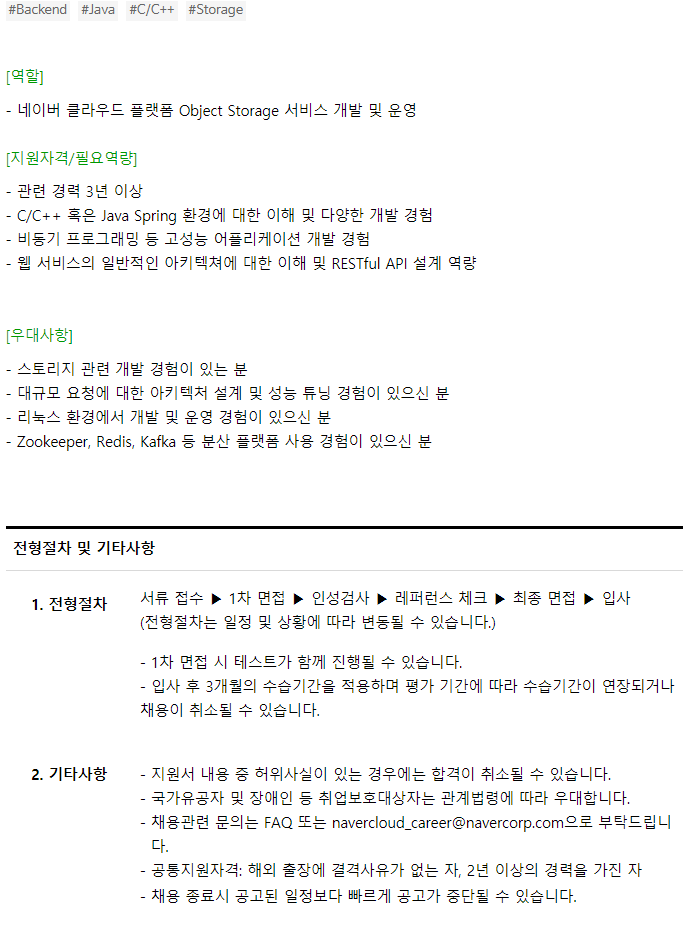 #Backend #Java #C/C++ #Storage
[역할]
- 네이버 클라우드 플랫폼 Object Storage 서비스 개발 및 운영
[지원자격/필요역량]
- 관련 경력 3년 이상
- C/C++ 혹은 Java Spring 환경에 대한 이해 및 다양한 개발 경험
- 비동기 프로그래밍 등 고성능 어플리케이션 개발 경험
- 웹 서비스의 일반적인 아키텍쳐에 대한 이해 및 RESTful API 설계 역량
[우대사항]
- 스토리지 관련 개발 경험이 있는 분
- 대규모 요청에 대한 아키텍처 설계 및 성능 튜닝 경험이 있으신 분
- 리눅스 환경에서 개발 및 운영 경험이 있으신 분
- Zookeeper, Redis, Kafka 등 분산 플랫폼 사용 경험이 있으신 분
전형절차 및 기타사항
1. 전형절차
서류 접수 ▶ 1차 면접 ▶ 인성검사 ▶ 레퍼런스 체크 ▶ 최종 면접 ▶ 입사
(전형절차는 일정 및 상황에 따라 변동될 수 있습니다.)
- 1차 면접 시 테스트가 함께 진행될 수 있습니다.
- 입사 후 3개월의 수습기간을 적용하며 평가 기간에 따라 수습기간이 연장되거나
채용이 취소될 수 있습니다.
2. 기타사항
- 지원서 내용 중 허위사실이 있는 경우에는 합격이 취소될 수 있습니다.
- 국가유공자 및 장애인 등 취업보호대상자는 관계법령에 따라 우대합니다.
- 채용관련 문의는 FAQ 또는 navercloud_career@navercorp.com으로 부탁드립니
다.
- 공통지원자격: 해외 출장에 결격사유가 없는 자, 2년 이상의 경력을 가진 자
- 채용 종료시 공고된 일정보다 빠르게 공고가 중단될 수 있습니다.